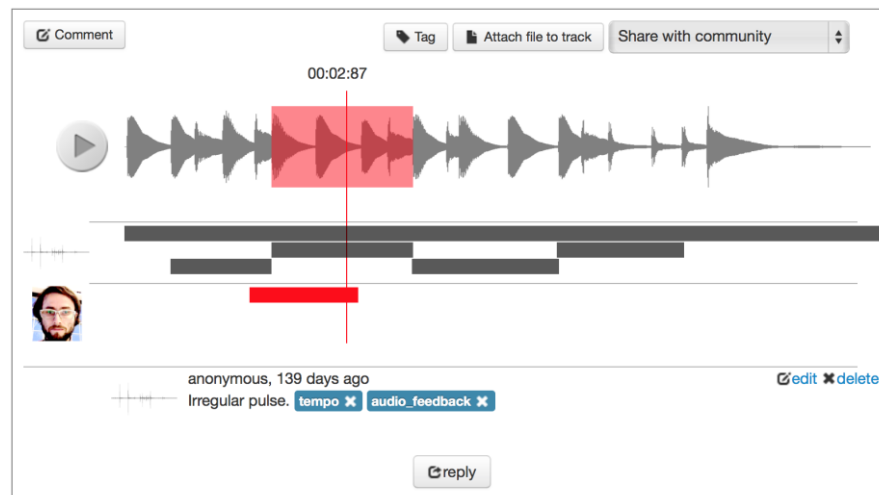 Comment
Tag
Attach file to track
Share with community
00:02:87
anonymous, 139 days ago
edit
delete
Irregular pulse.
tempo
audio_feedback
reply